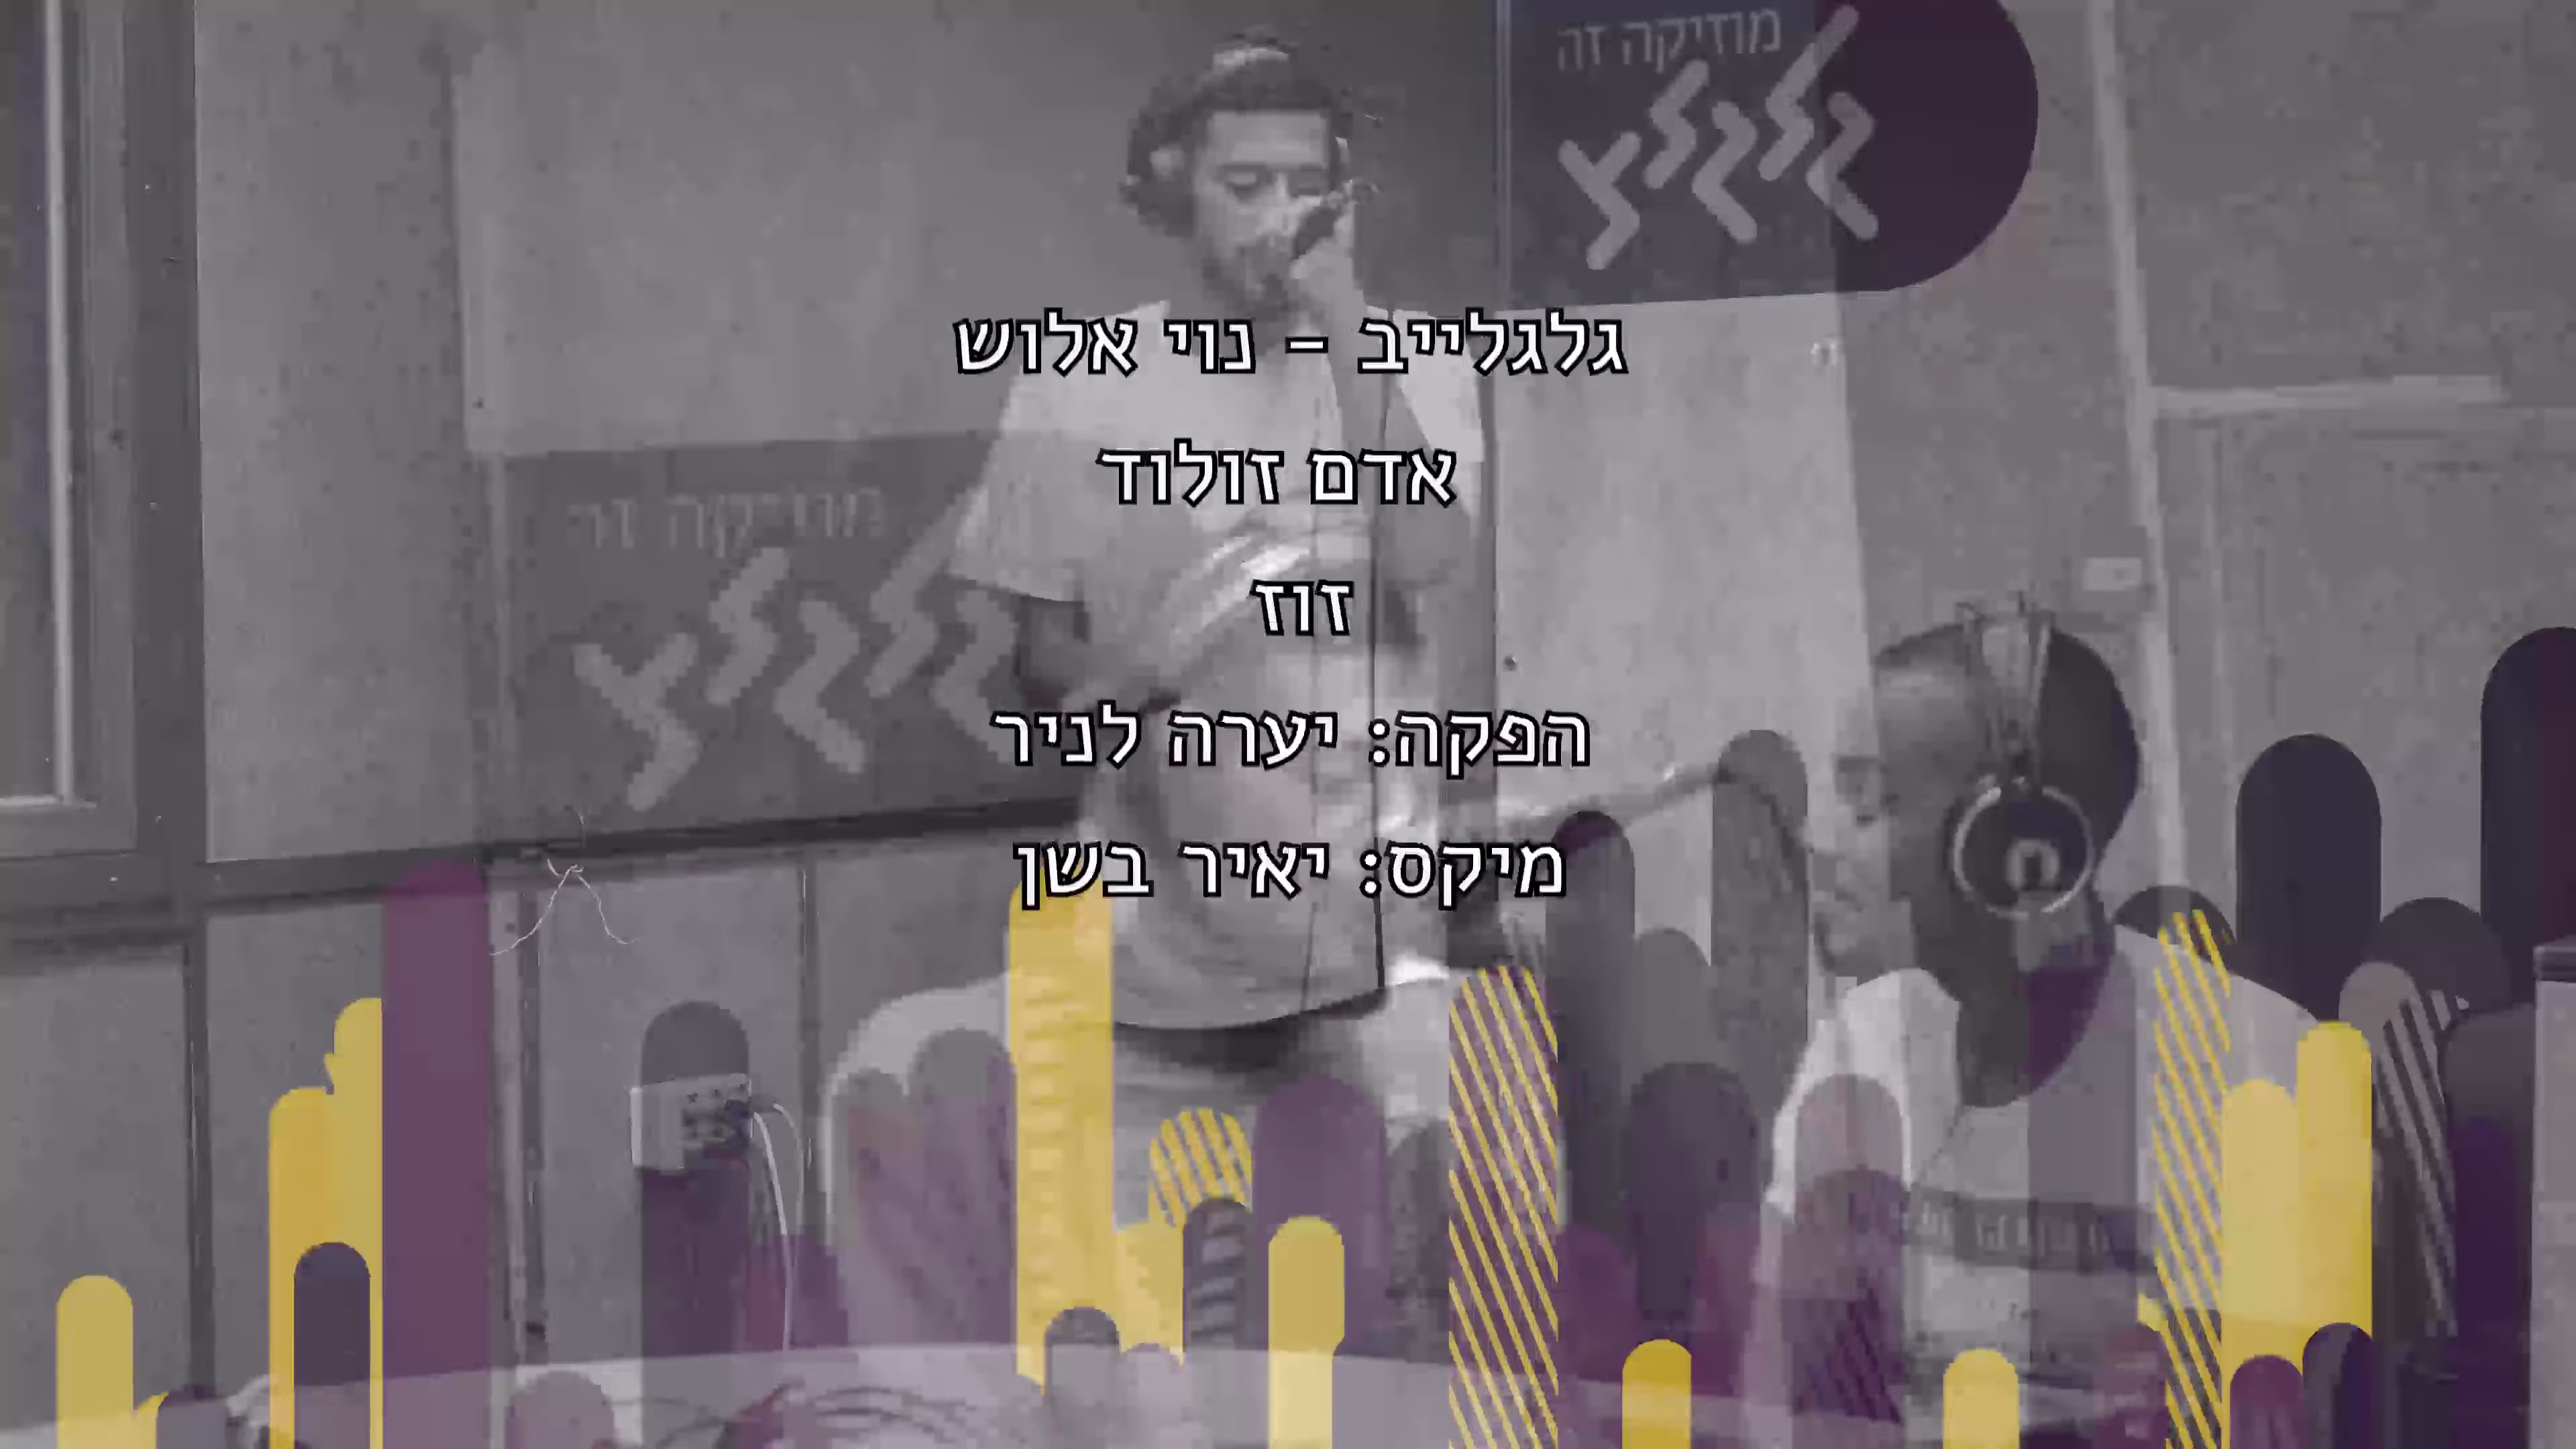 מוזיקה זה
גלגלצ
גלגלייב - נוי אלוש
אדם זולוד
זוז
מוזיקה זה
גלגלצ
הפקה: יערה לניר
מיקס: יאיר בשן